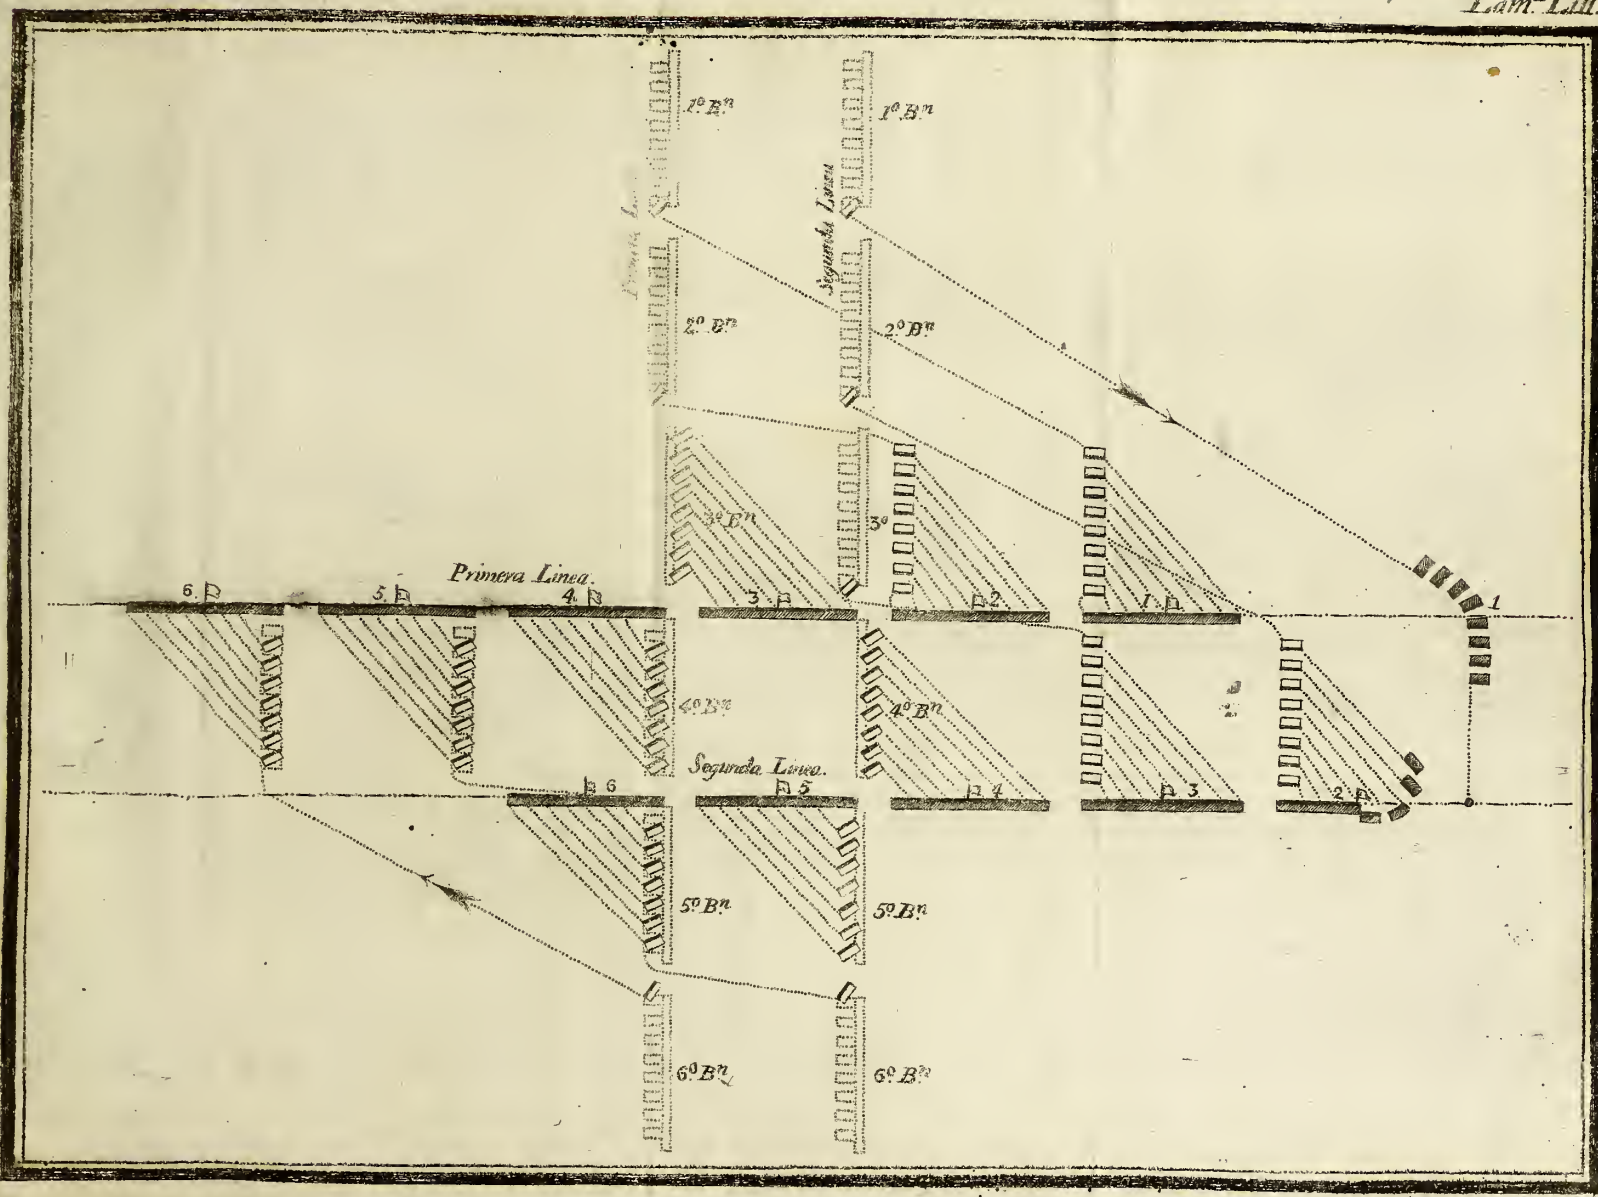 Lam.ª LIII.
1º Bⁿ
1º Bⁿ
Primera L
Segunda Linea
2º Bⁿ
2º Bⁿ
3º Bⁿ
3º
Primera Linea.
6.
5.
4.
3
2
1
1
4º Bⁿ
4º Bⁿ
Segunda Linea.
6
5
4
3
2
5º Bⁿ
5º Bⁿ
6º Bⁿ
6º Bⁿ